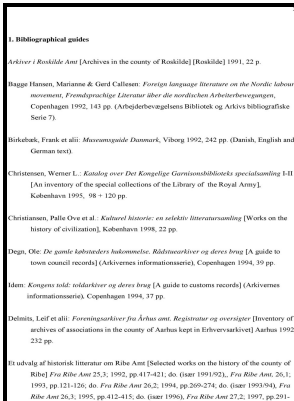 1. Bibliographical guides
Arkiver i Roskilde Amt [Archives in the county of Roskilde] [Roskilde] 1991, 22 p.
Bagge Hansen, Marianne & Gerd Callesen: Foreign language literature on the Nordic labour
movement, Fremdsprachige Literatur über die nordischen Arbeiterbewegungen,
Copenhagen 1992, 143 pp. (Arbejderbevægelsens Bibliotek og Arkivs bibliografiske
Serie 7).
Birkebæk, Frank et alii: Museumsguide Danmark, Viborg 1992, 242 pp. (Danish, English and
German text).
Christensen, Werner L.: Katalog over Det Kongelige Garnisonsbiblioteks specialsamling I-II
[An inventory of the special collections of the Library of the Royal Army],
København 1995, 98 + 120 pp.
Christiansen, Palle Ove et al.: Kulturel historie: en selektiv litteratursamling [Works on the
history of civilization], København 1998, 22 pp.
Degn, Ole: De gamle købstæders hukommelse. Rådstuearkiver og deres brug [A guide to
town council records] (Arkivernes informationsserie), Copenhagen 1994, 39 pp.
Idem: Kongens told: toldarkiver og deres brug [A guide to customs records] (Arkivernes
informationsserie), Copenhagen 1994, 37 pp.
Delmits, Leif et alii: Foreningsarkiver fra Århus amt. Registratur og oversigter [Inventory of
archives of associations in the county of Aarhus kept in Erhvervsarkivet] Aarhus 1992
232 pp.
Et udvalg af historisk litteratur om Ribe Amt [Selected works on the history of the county of
Ribe] Fra Ribe Amt 25,3; 1992, pp.417-421; do. (især 1991/92),. Fra Ribe Amt, 26,1;
1993, pp.121-126; do. Fra Ribe Amt 26,2; 1994, pp.269-274; do. (især 1993/94), Fra
Ribe Amt 26,3; 1995, pp.412-415; do. (især 1996), Fra Ribe Amt 27,2; 1997, pp.291-